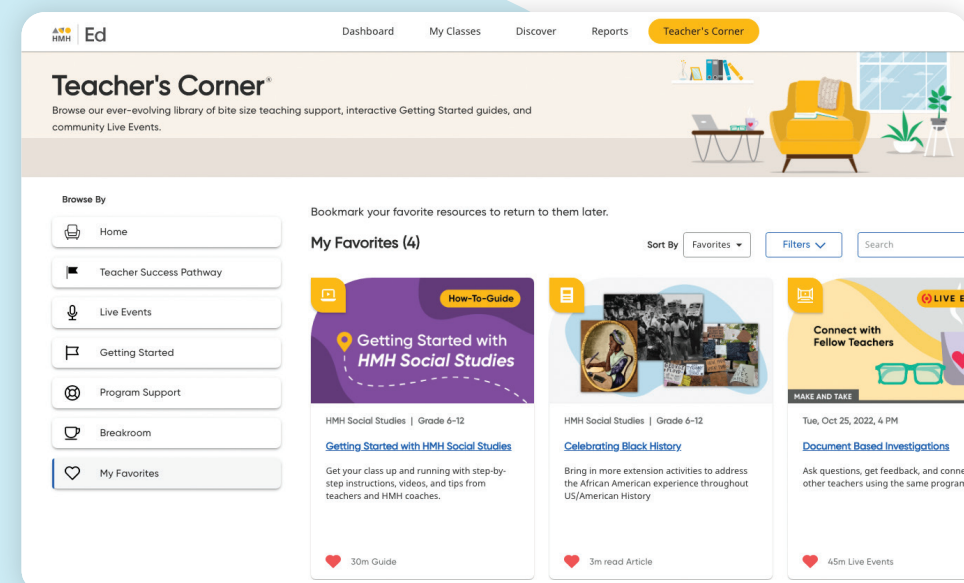 HMH Ed
Dashboard
My Classes
Discover
Reports
Teacher's Corner
Teacher's Corner®
Browse our ever-evolving library of bite size teaching support, interactive Getting Started guides, and
community Live Events.
Browse By
Home
Teacher Success Pathway
Live Events
Getting Started
Program Support
Breakroom
My Favorites
Bookmark your favorite resources to return to them later.
My Favorites (4)
Sort By
Favorites
Filters
Search
How-To-Guide
Getting Started with
HMH Social Studies
HMH Social Studies | Grade 6-12
Getting Started with HMH Social Studies
Get your class up and running with step-by-
step instructions, videos, and tips from
teachers and HMH coaches.
30m Guide
HMH Social Studies | Grade 6-12
Celebrating Black History
Bring in more extension activities to address
the African American experience throughout
US/American History
3m read Article
LIVE E
Connect with
Fellow Teachers
MAKE AND TAKE
Tue, Oct 25, 2022, 4 PM
Document Based Investigations
Ask questions, get feedback, and conne
other teachers using the same program
45m Live Events